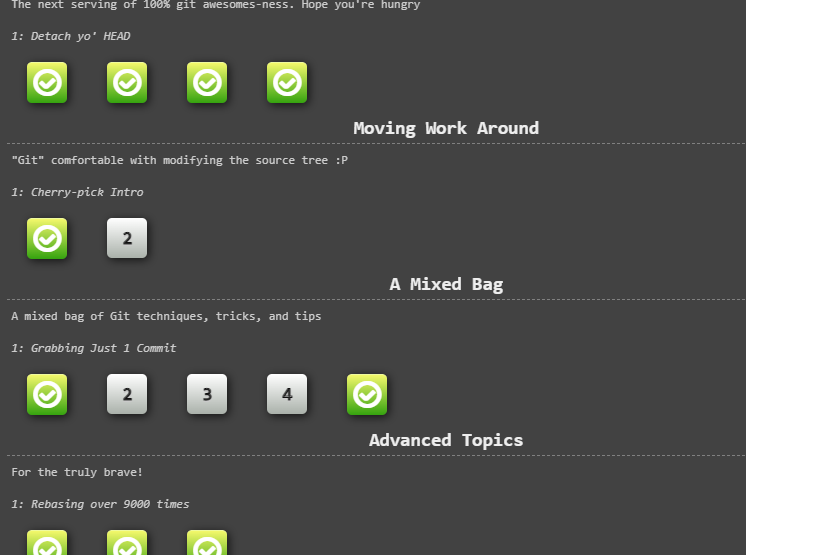 The next serving of 100% git awesomes-ness. Hope you're hungry
1: Detach yo' HEAD
Moving Work Around
"Git" comfortable with modifying the source tree :P
1: Cherry-pick Intro
2
A Mixed Bag
A mixed bag of Git techniques, tricks, and tips
1: Grabbing Just 1 Commit
2 3 4
Advanced Topics
For the truly brave!
1: Rebasing over 9000 times